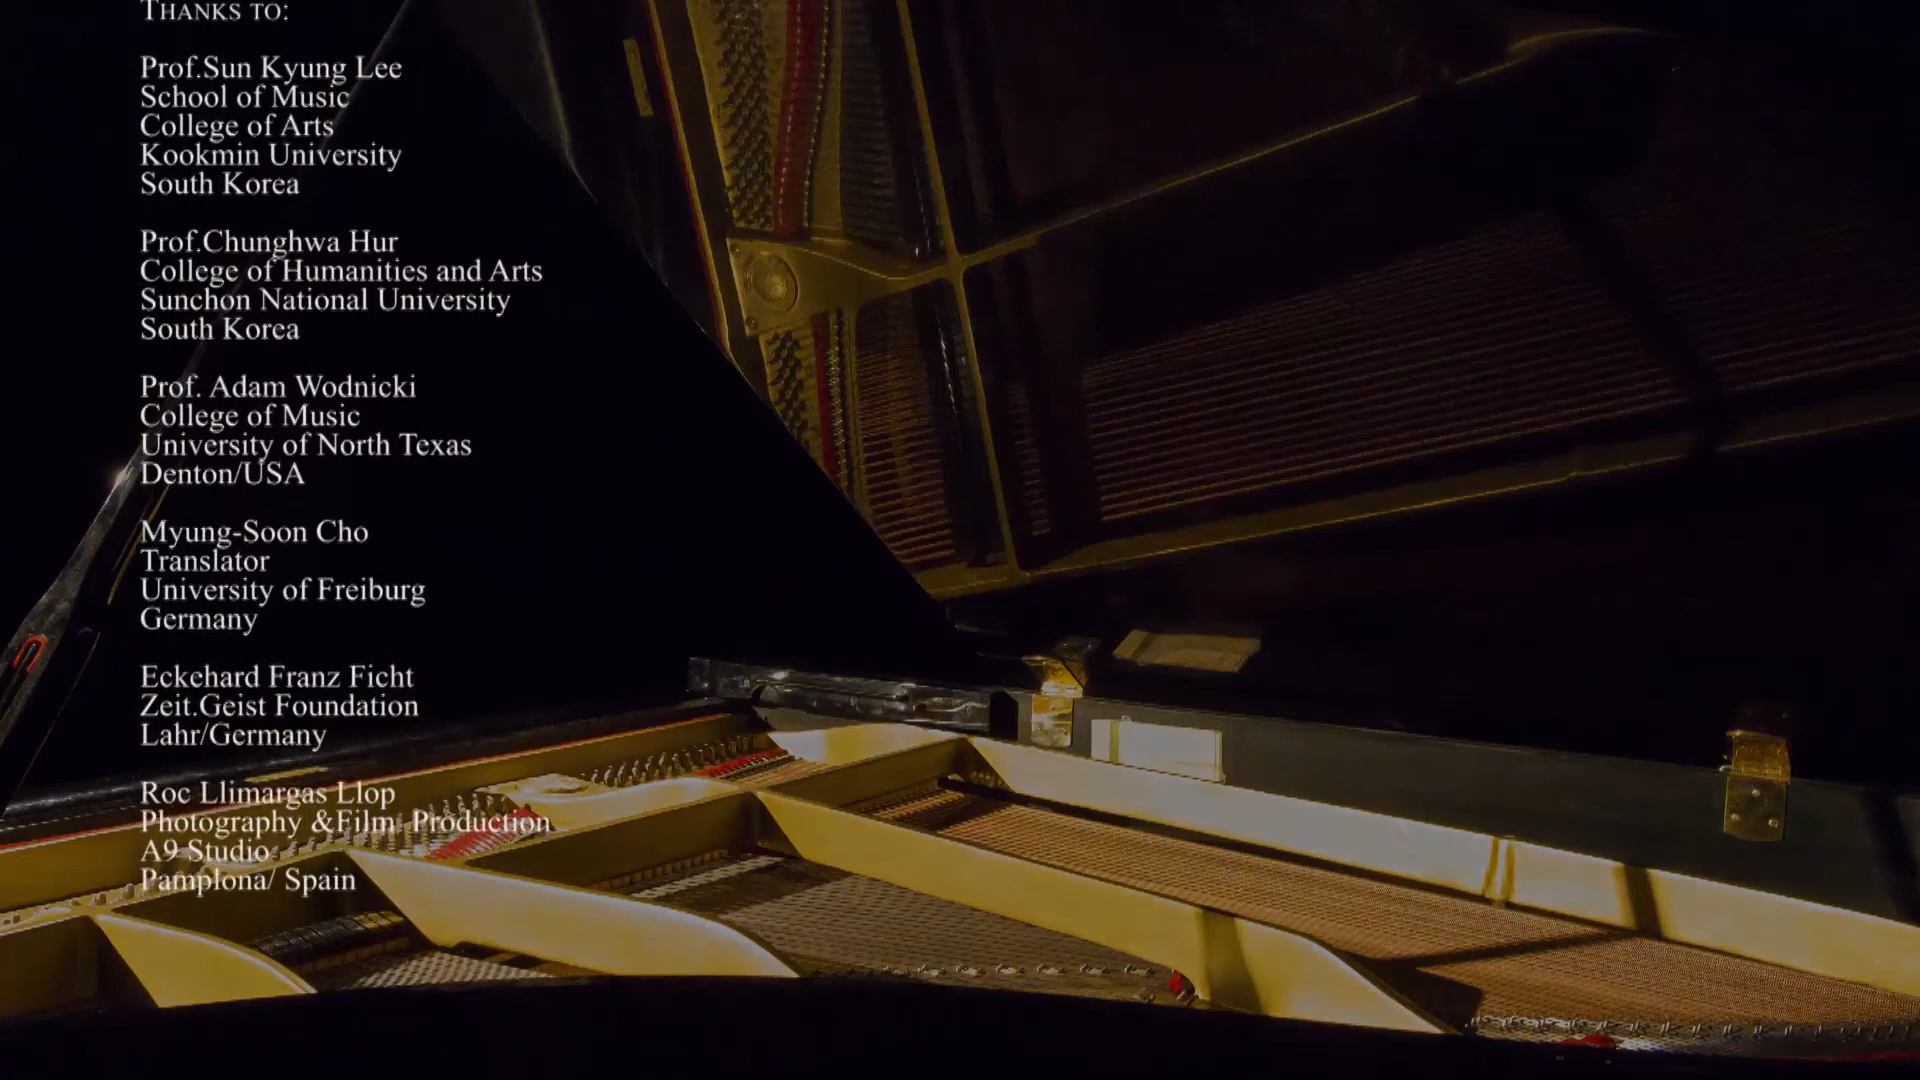 THANKS TO:
Prof.Sun Kyung Lee
School of Music
College of Arts
Kookmin University
South Korea
Prof.Chunghwa Hur
College of Humanities and Arts
Sunchon National University
South Korea
Prof. Adam Wodnicki
College of Music
University of North Texas
Denton/USA
Myung-Soon Cho
Translator
University of Freiburg
Germany
Eckehard Franz Ficht
Zeit.Geist Foundation
Lahr/Germany
Roc Llimargas Llop
Photography &Film Production
A9 Studio
Pamplona/ Spain